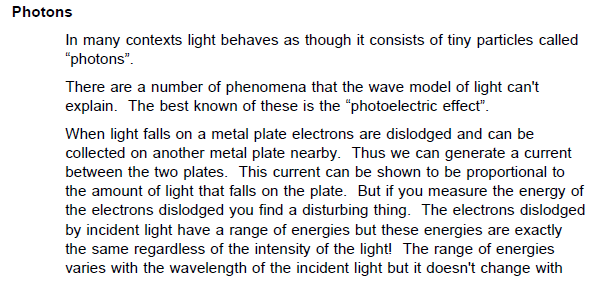 Photons
In many contexts light behaves as though it consists of tiny particles called
“photons”.
There are a number of phenomena that the wave model of light can't
explain.  The best known of these is the “photoelectric effect”.
When light falls on a metal plate electrons are dislodged and can be
collected on another metal plate nearby.  Thus we can generate a current
between the two plates.  This current can be shown to be proportional to
the amount of light that falls on the plate.  But if you measure the energy of
the electrons dislodged you find a disturbing thing.  The electrons dislodged
by incident light have a range of energies but these energies are exactly
the same regardless of the intensity of the light!  The range of energies
varies with the wavelength of the incident light but it doesn't change with